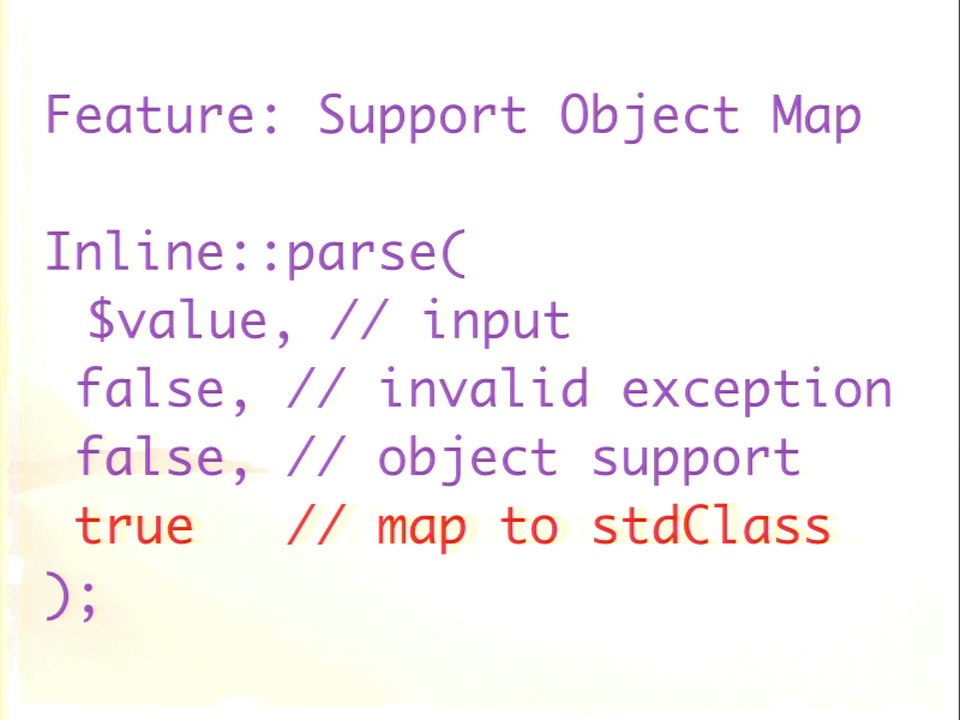 Feature: Support Object Map
Inline::parse(
$value, // input
false, // invalid exception
false, // object support
true // map to stdClass
);